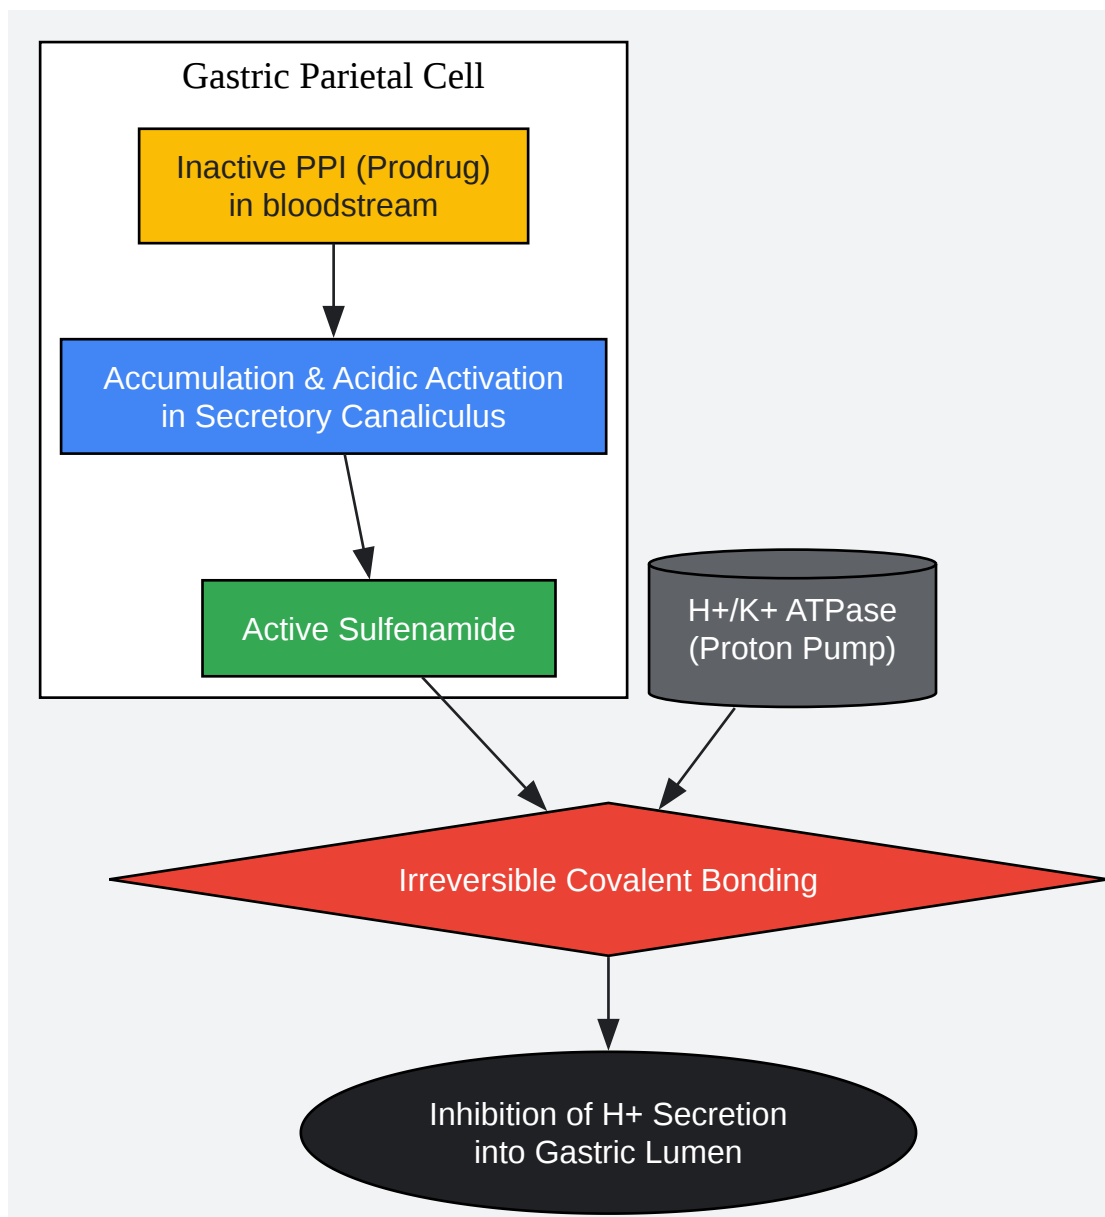 Gastric Parietal Cell
Inactive PPI (Prodrug)
in bloodstream
Accumulation & Acidic Activation
in Secretory Canaliculus
Active Sulfenamide
H+/K+ ATPase
(Proton Pump)
Irreversible Covalent Bonding
Inhibition of H+ Secretion
into Gastric Lumen